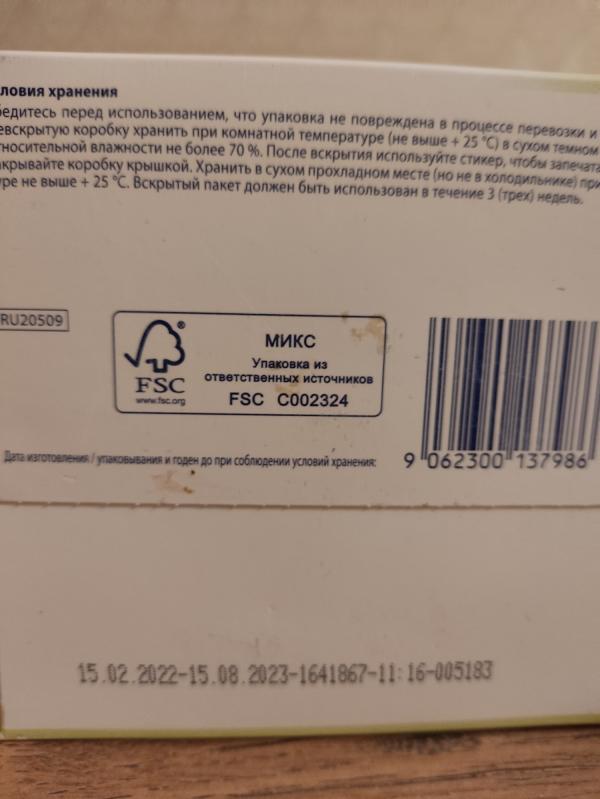 ловия хранения
бедитесь перед использованием, что упаковка не повреждена в процессе перевозки и
евскрытую коробку хранить при комнатной температуре (не выше + 25 °C) в сухом темном
тносительной влажности не более 70 %. После вскрытия используйте стикер, чтобы запечата
акрывайте коробку крышкой. Хранить в сухом прохладном месте (но не в холодильнике) при
уре не выше + 25 °C. Вскрытый пакет должен быть использован в течение 3 (трех) недель.
RU20509
®
FSC
www.fsc.org
МИКС
Упаковка из
ответственных источников
FSC C002324
Дата изготовления / упаковывания и годен до при соблюдении условий хранения:
9 062300 137986
15.02.2022-15.08.2023-1641867-11:16-005183